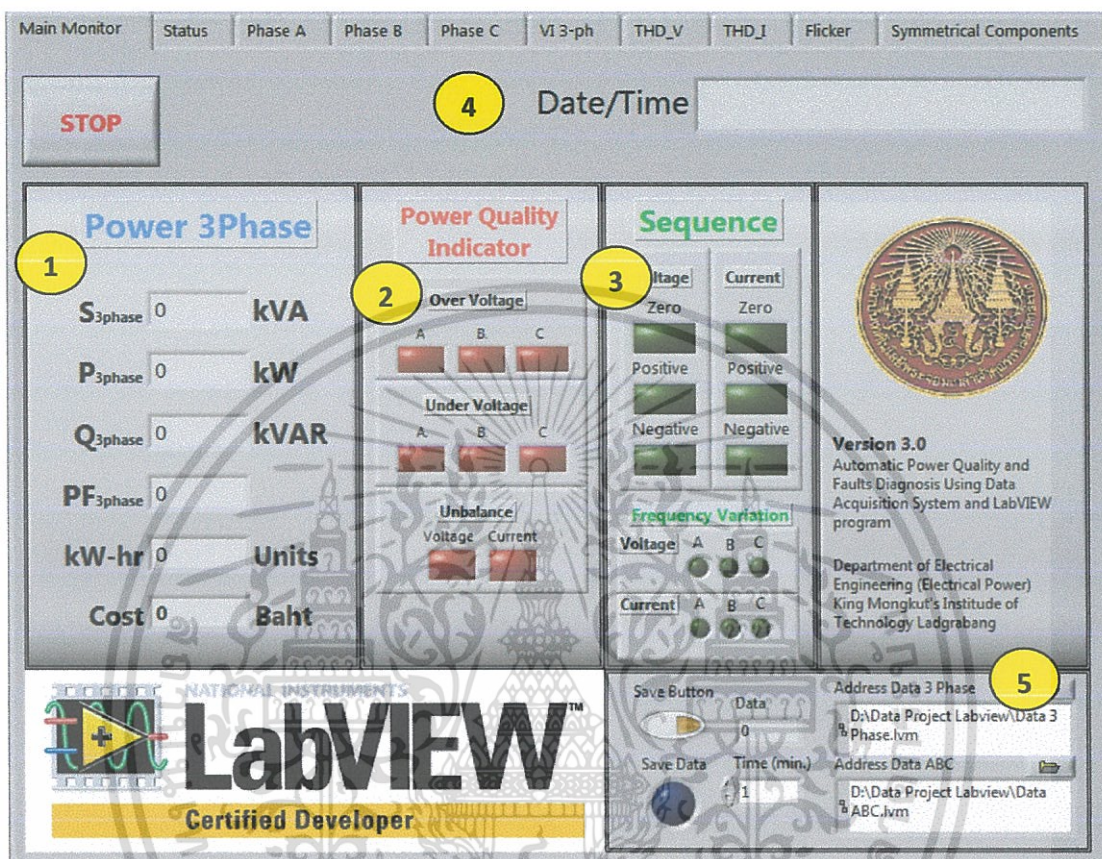 Main Monitor Status Phase A Phase B Phase C VI 3-ph THD_V THD_I Flicker Symmetrical Components
STOP
4
Date/Time
Power 3Phase
1
S3phase 0 kVA
P3phase 0 kW
Q3phase 0 kVAR
PF3phase 0
kW-hr 0 Units
Cost 0 Baht
Power Quality
Indicator
2
Over Voltage
A B C
Under Voltage
A B C
Unbalance
Voltage Current
Sequence
3
ltage Current
Zero Zero
Positive Positive
Negative Negative
Frequency Variation
Voltage A B C
Current A B C
Version 3.0
Automatic Power Quality and
Faults Diagnosis Using Data
Acquisition System and LabVIEW
program
Department of Electrical
Engineering (Electrical Power)
King Mongkut's Institude of
Technology Ladgrabang
NATIONAL INSTRUMENTS
LabVIEW™
Certified Developer
Save Button
Data
0
Save Data
Time (min.)
1
Address Data 3 Phase
5
D:\Data Project Labview\Data 3
Phase.lvm
Address Data ABC
D:\Data Project Labview\Data
ABC.lvm